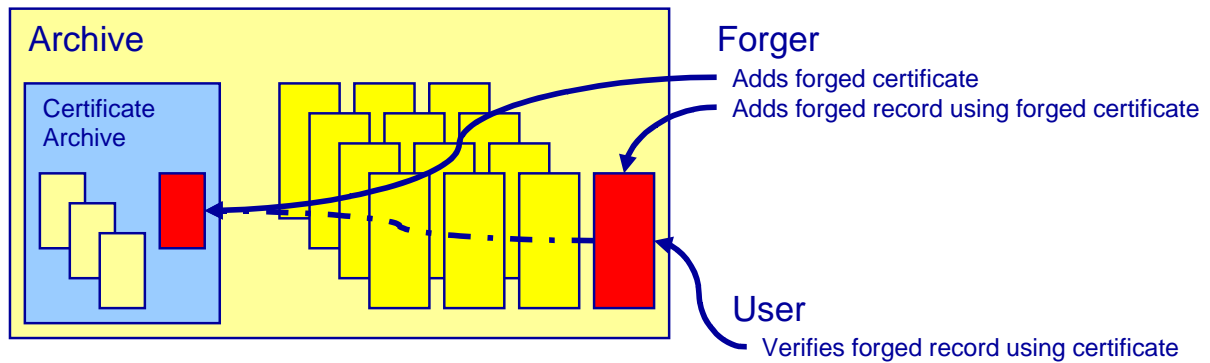 Archive
Certificate
Archive
Forger
Adds forged certificate
Adds forged record using forged certificate
User
Verifies forged record using certificate